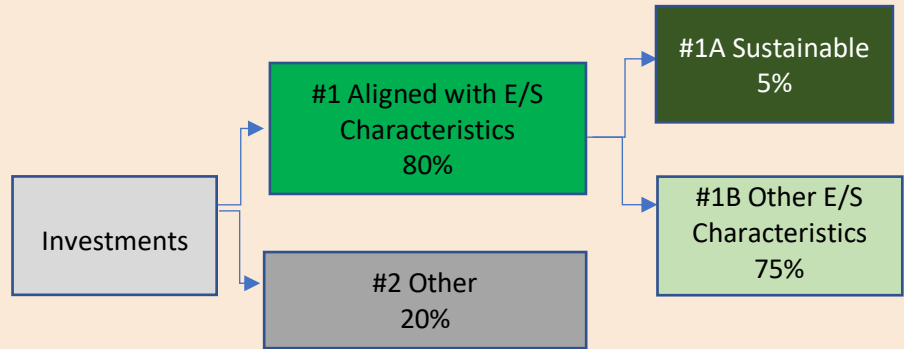 Investments
#1 Aligned with E/S
Characteristics
80%
#2 Other
20%
#1A Sustainable
5%
#1B Other E/S
Characteristics
75%